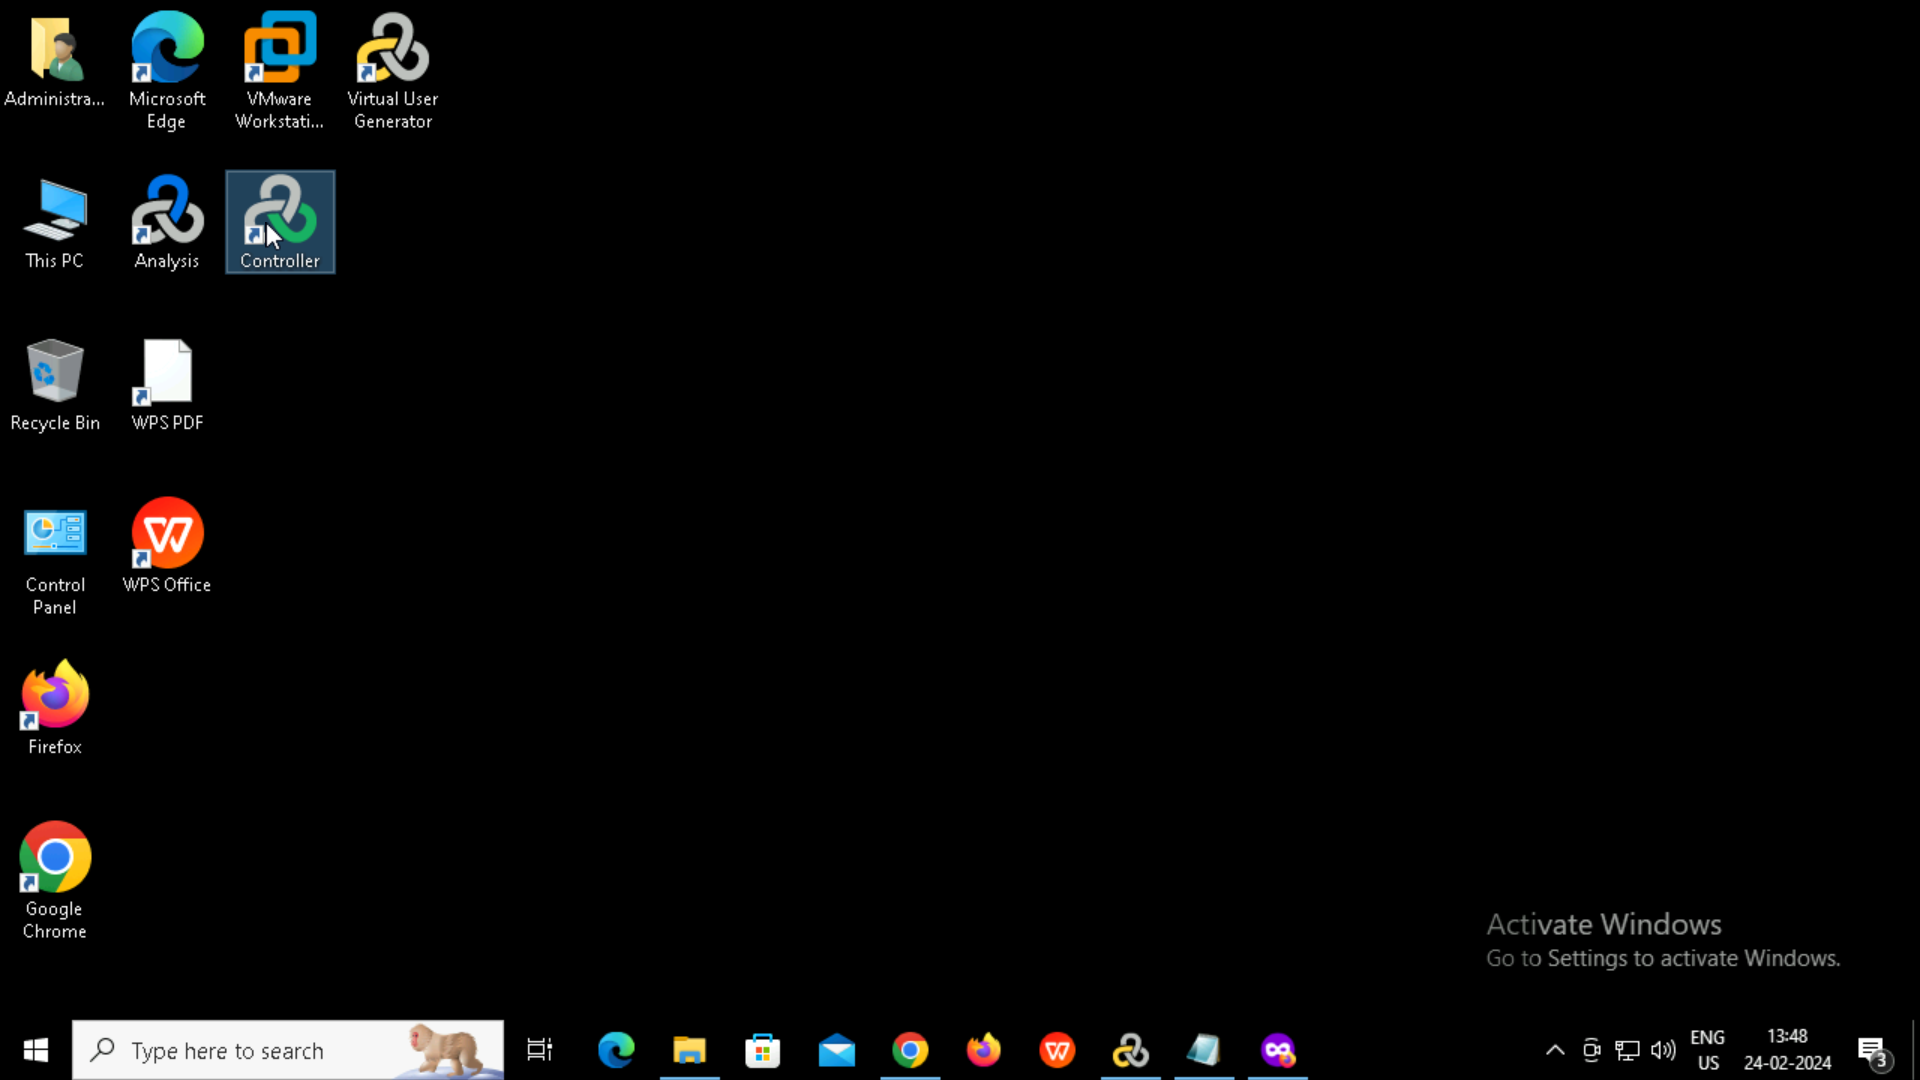 Administra...
Microsoft
Edge
VMware
Workstati...
Virtual User
Generator
This PC
Analysis
Controller
Recycle Bin
WPS PDF
Control
Panel
WPS Office
Firefox
Google
Chrome
Activate Windows
Go to Settings to activate Windows.
Type here to search
ENG
US
13:48
24-02-2024
3